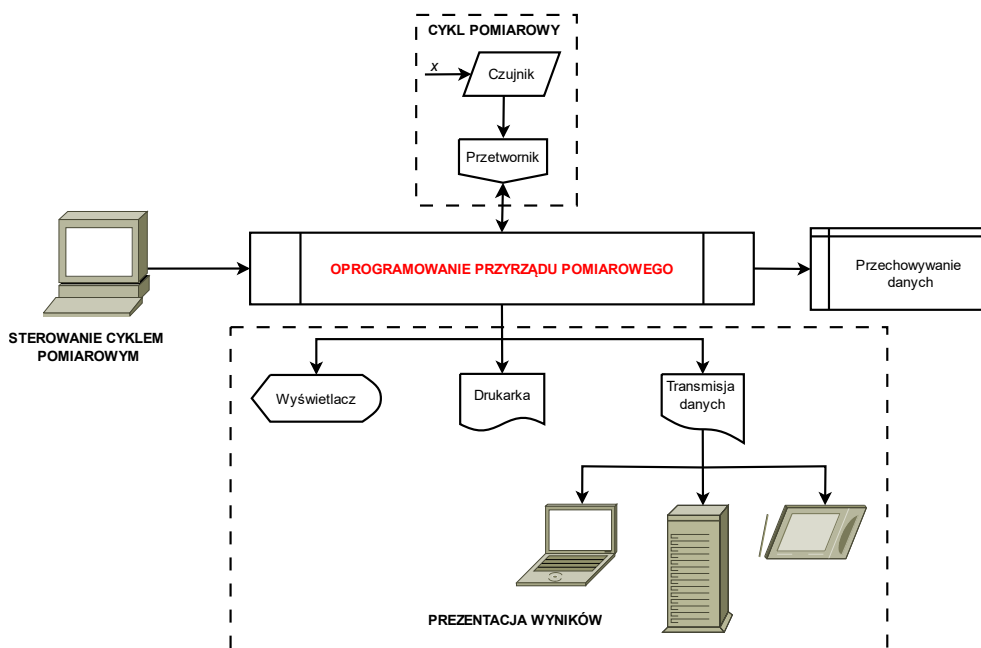 CYKL POMIAROWY
x
Czujnik
Przetwornik
OPROGRAMOWANIE PRZYRZĄDU POMIAROWEGO
Przechowywanie
danych
STEROWANIE CYKLEM
POMIAROWYM
Wyświetlacz
Drukarka
Transmisja
danych
PREZENTACJA WYNIKÓW